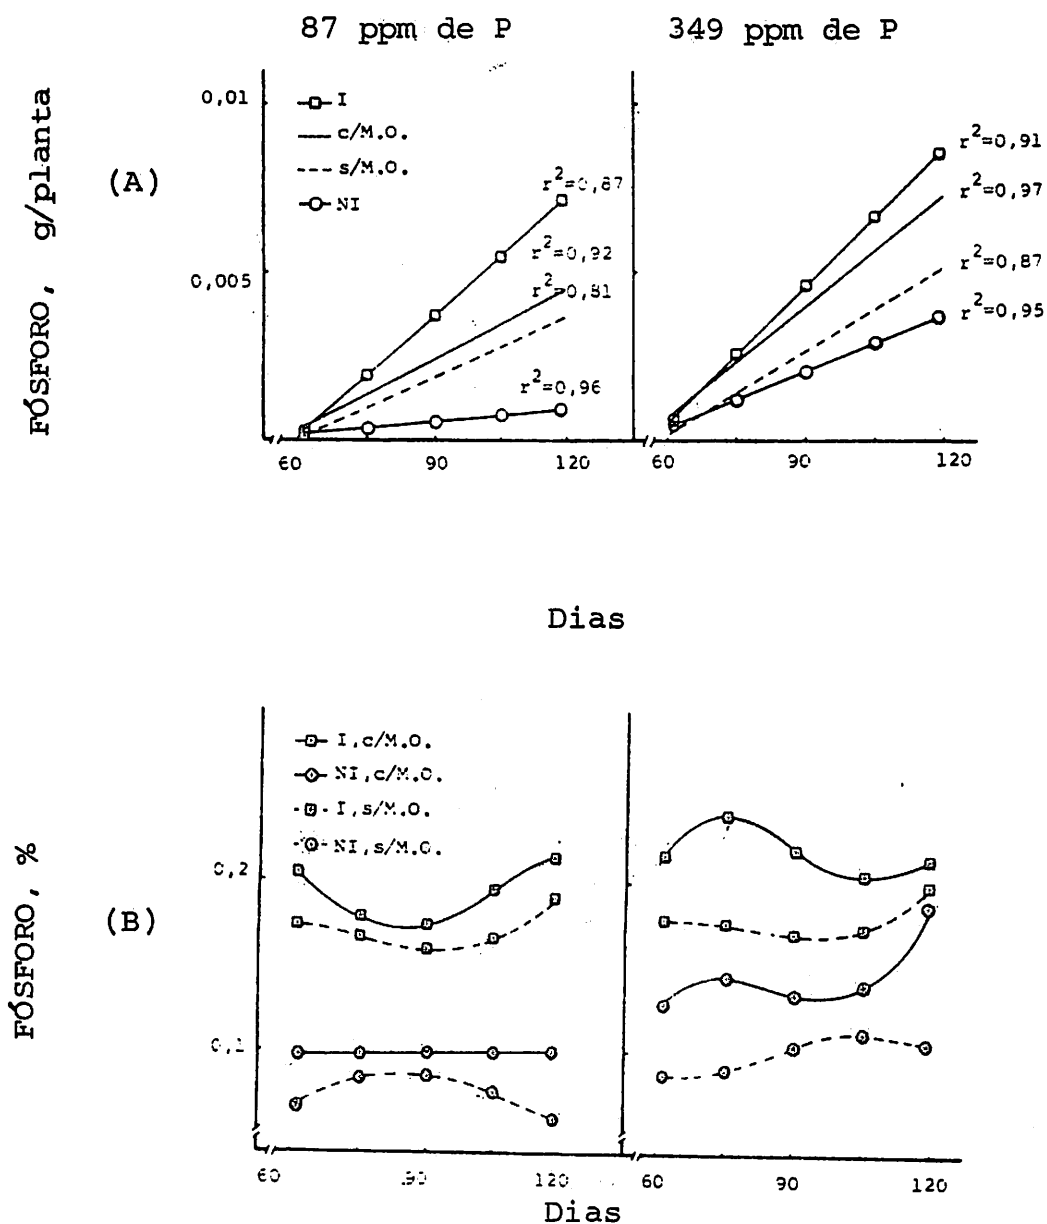 87 ppm de P
349 ppm de P
FÓSFORO, g/planta
(A)
0,01
0,005
I
c/M.O.
s/M.O.
NI
r²=0,87
r²=0,92
r²=0,81
r²=0,96
r²=0,91
r²=0,97
r²=0,87
r²=0,95
60 90 120
60 90 120
Dias
FÓSFORO, %
(B)
0,2
0,1
I,c/M.O.
NI,c/M.O.
I,s/M.O.
NI,s/M.O.
60 90 120
60 90 120
Dias